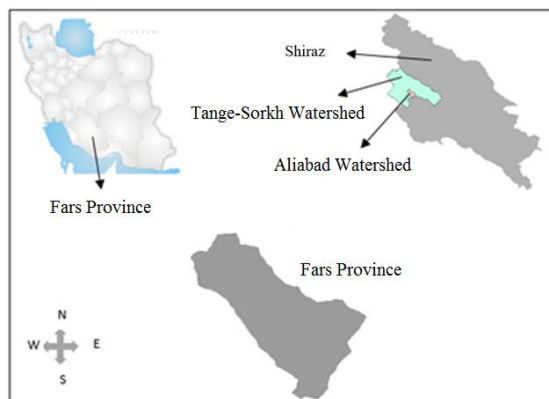 Shiraz
Tange-Sorkh Watershed
Aliabad Watershed
Fars Province
Fars Province
N
W E
S